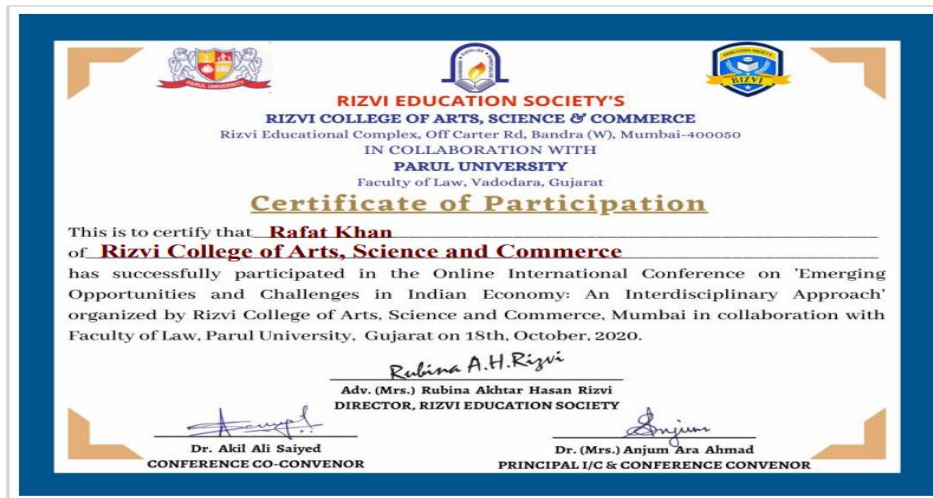 PARUL UNIVERSITY
RIZVI
RIZVI EDUCATION SOCIETY'S
RIZVI COLLEGE OF ARTS, SCIENCE & COMMERCE
Rizvi Educational Complex, Off Carter Rd, Bandra (W), Mumbai-400050
IN COLLABORATION WITH
PARUL UNIVERSITY
Faculty of Law, Vadodara, Gujarat
Certificate of Participation
This is to certify that Rafat Khan
of Rizvi College of Arts, Science and Commerce
has successfully participated in the Online International Conference on 'Emerging
Opportunities and Challenges in Indian Economy: An Interdisciplinary Approach'
organized by Rizvi College of Arts, Science and Commerce, Mumbai in collaboration with
Faculty of Law, Parul University, Gujarat on 18th, October, 2020.
Rubina A.H.Rizvi
Adv. (Mrs.) Rubina Akhtar Hasan Rizvi
DIRECTOR, RIZVI EDUCATION SOCIETY
Anjum
Dr. Akil Ali Saiyed
CONFERENCE CO-CONVENOR
Dr. (Mrs.) Anjum Ara Ahmad
PRINCIPAL I/C & CONFERENCE CONVENOR